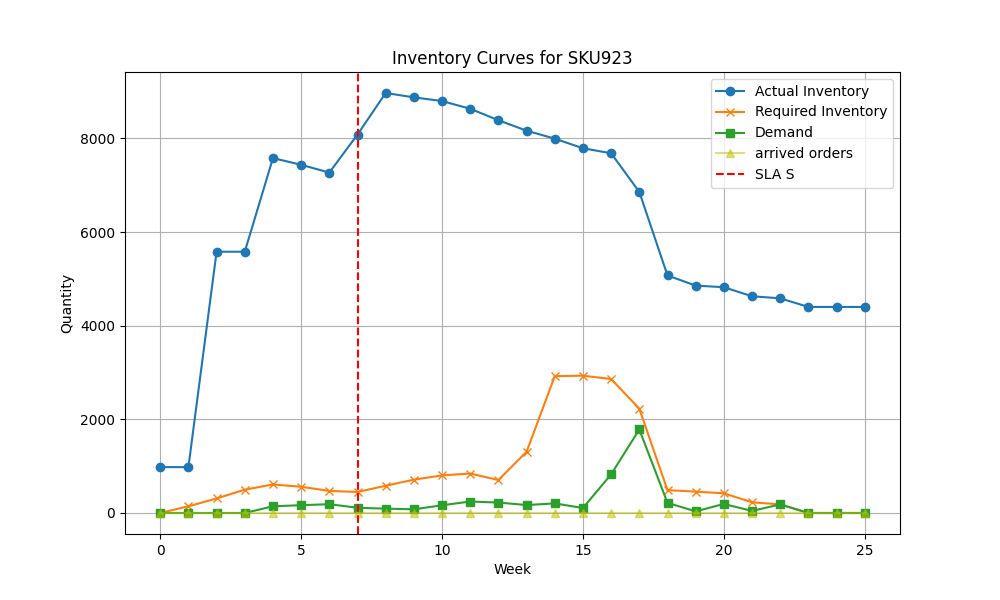 Inventory Curves for SKU923
Actual Inventory
Required Inventory
Demand
arrived orders
SLA S
Quantity
8000
6000
4000
2000
0
0 5 10 15 20 25
Week